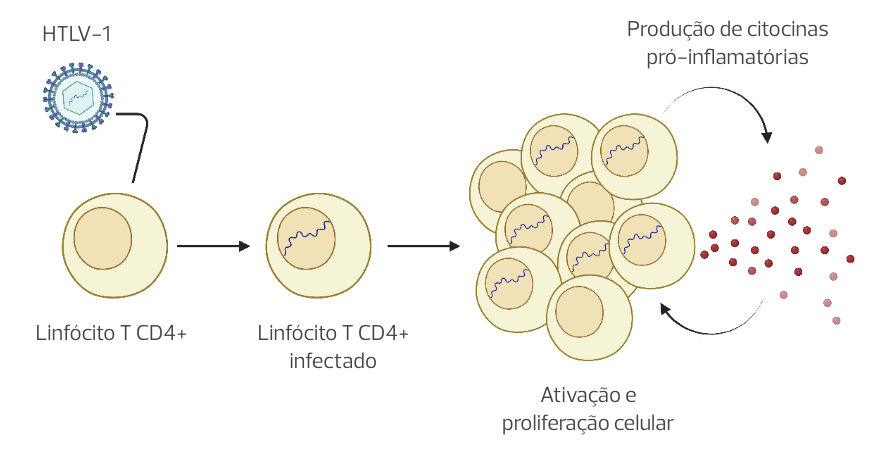 HTLV-1
Produção de citocinas
pró-inflamatórias
Linfócito T CD4+
Linfócito T CD4+
infectado
Ativação e
proliferação celular